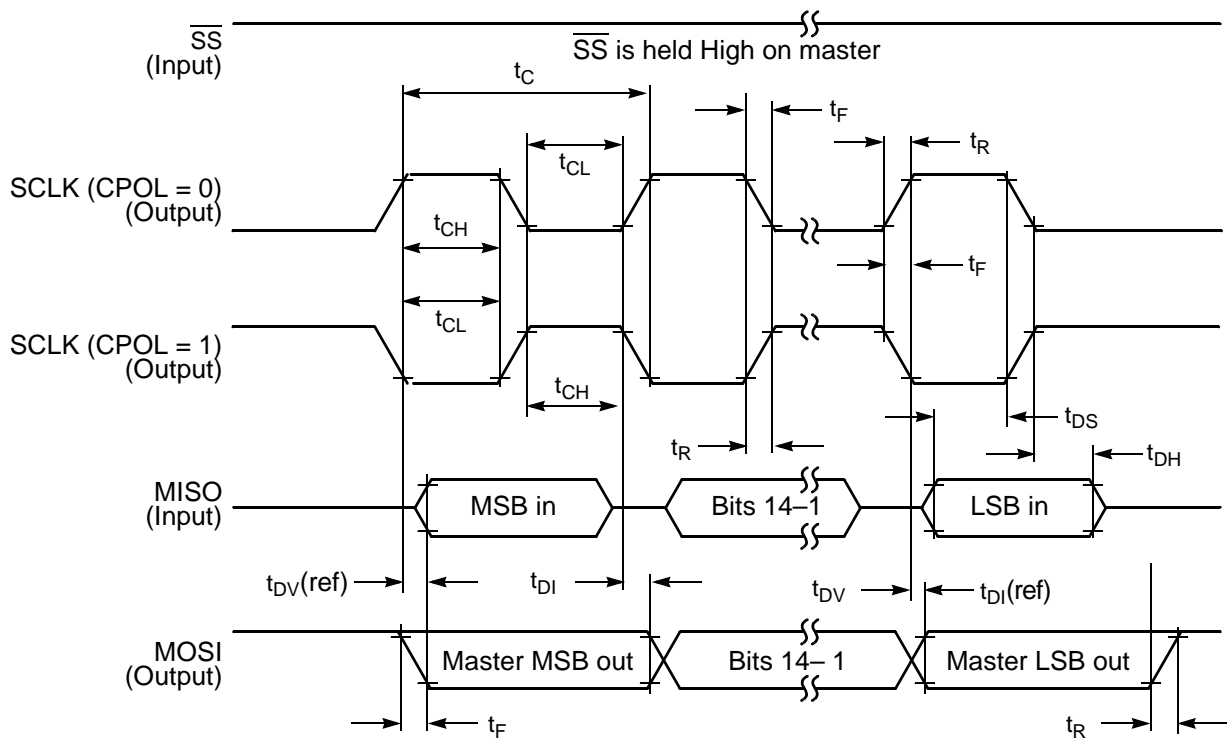 SS
(Input)
SS is held High on master
tC
tF
tR
tCL
SCLK (CPOL = 0)
(Output)
tCH
tF
tCL
SCLK (CPOL = 1)
(Output)
tCH
tDS
tR
tDH
MISO
(Input)
MSB in
Bits 14–1
LSB in
tDV(ref)
tDI
tDV
tDI(ref)
MOSI
(Output)
Master MSB out
Bits 14– 1
Master LSB out
tF
tR